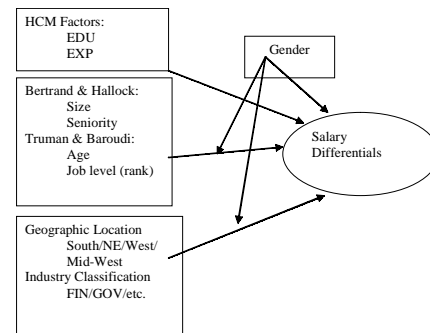 HCM Factors:
EDU
EXP
Gender
Bertrand & Hallock:
Size
Seniority
Truman & Baroudi:
Age
Job level (rank)
Salary
Differentials
Geographic Location
South/NE/West/
Mid-West
Industry Classification
FIN/GOV/etc.